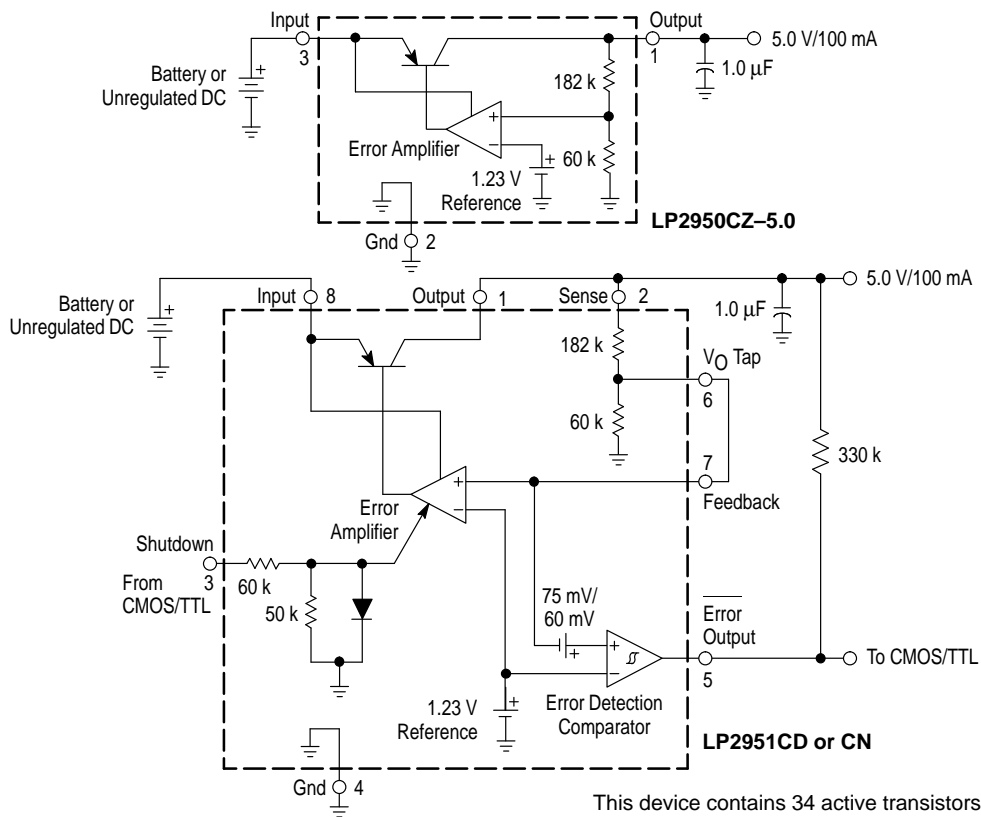 Input
3
Output
1
5.0 V/100 mA
1.0 µF
Battery or
Unregulated DC
182 k
+
+
−
+
Error Amplifier
60 k
1.23 V
Reference
LP2950CZ–5.0
Gnd
2
5.0 V/100 mA
Battery or
Unregulated DC
+
Input
8
Output
1
Sense
2
1.0 µF
182 k
VO Tap
6
60 k
330 k
7
Feedback
+
−
Error
Amplifier
Shutdown
3
From
CMOS/TTL
60 k
50 k
75 mV/
60 mV
+
+
−
Error
Output
5
To CMOS/TTL
Error Detection
Comparator
1.23 V
Reference
+
LP2951CD or CN
Gnd
4
This device contains 34 active transistors